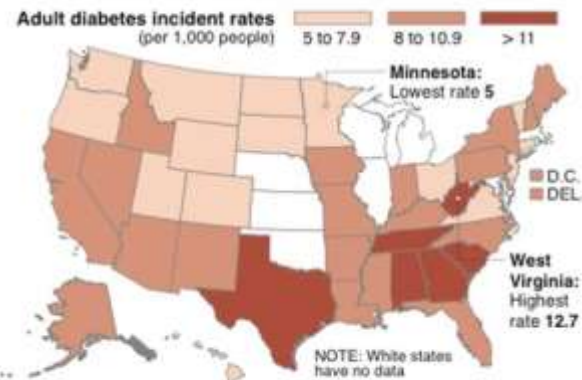 Adult diabetes incident rates
(per 1,000 people)
5 to 7.9
8 to 10.9
> 11
Minnesota:
Lowest rate 5
D.C.
DEL.
West
Virginia:
Highest
rate 12.7
NOTE: White states
have no data